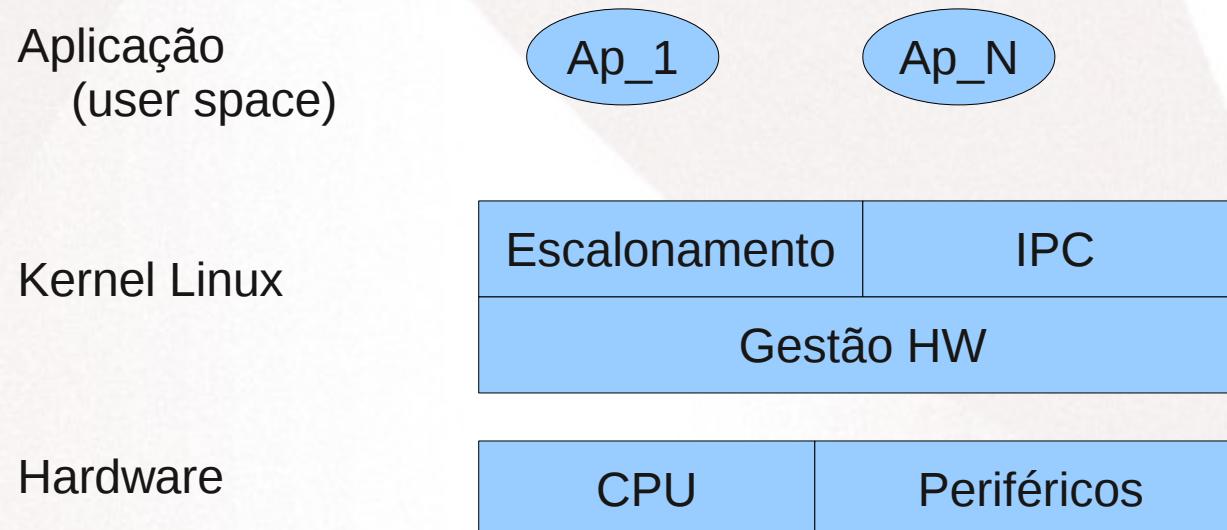 Aplicação
(user space)
Ap_1
Ap_N
Kernel Linux
Escalonamento
IPC
Gestão HW
Hardware
CPU
Periféricos